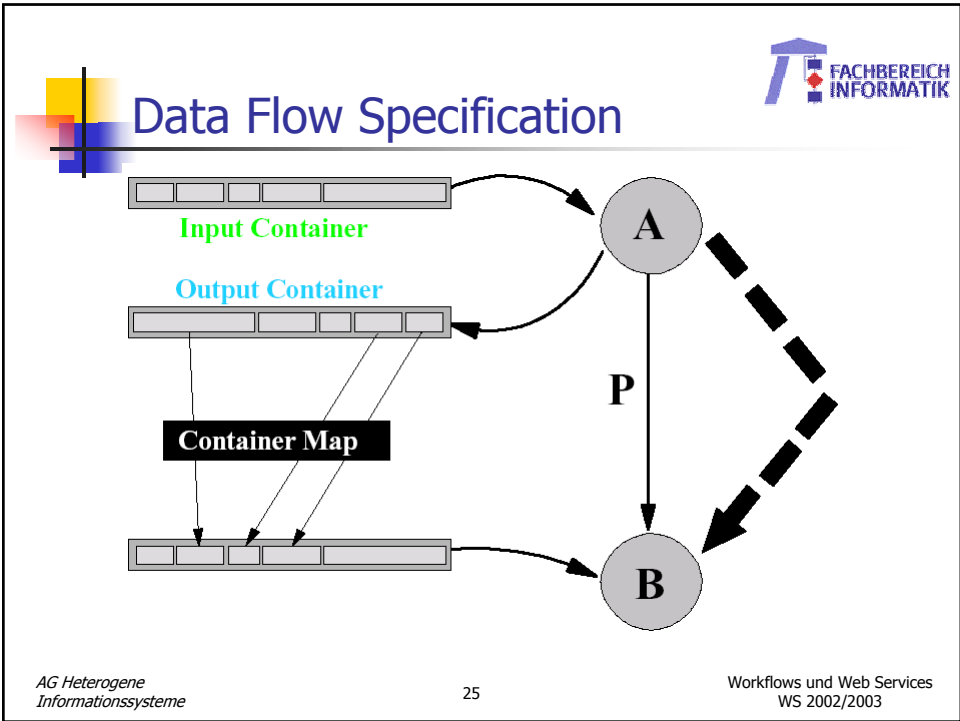 FACHBEREICH
INFORMATIK
Data Flow Specification
Input Container
A
Output Container
P
Container Map
B
AG Heterogene
Informationssysteme
25
Workflows und Web Services
WS 2002/2003